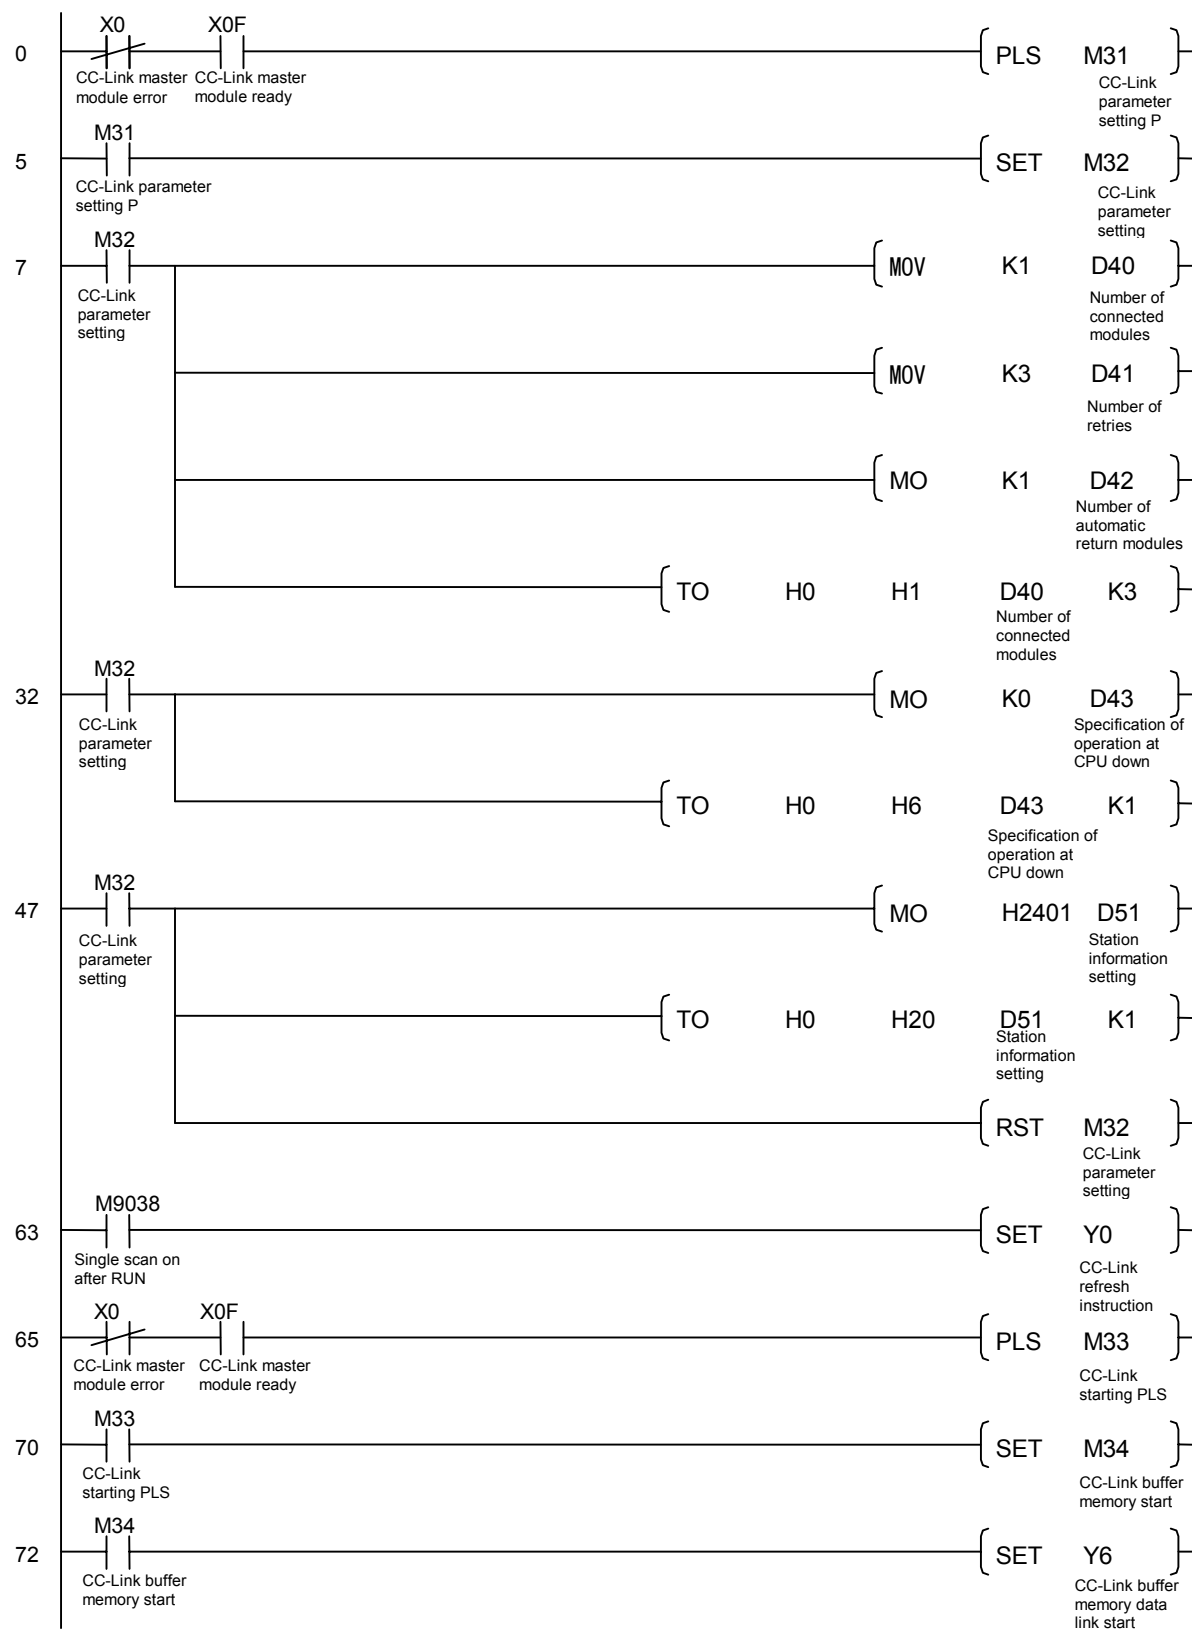 X0 X0F
0 PLS M31
CC-Link master CC-Link master
module error module ready
CC-Link
parameter
setting P
M31
5 SET M32
CC-Link parameter
setting P
CC-Link
parameter
setting
M32
7 MOV K1 D40
CC-Link
parameter
setting
Number of
connected
modules
MOV K3 D41
Number of
retries
MO K1 D42
Number of
automatic
return modules
TO H0 H1 D40 K3
Number of
connected
modules
M32
32 MO K0 D43
CC-Link
parameter
setting
Specification of
operation at
CPU down
TO H0 H6 D43 K1
Specification of
operation at
CPU down
M32
47 MO H2401 D51
CC-Link
parameter
setting
Station
information
setting
TO H0 H20 D51 K1
Station
information
setting
RST M32
CC-Link
parameter
setting
M9038
63 SET Y0
Single scan on
after RUN
CC-Link
refresh
instruction
X0 X0F
65 PLS M33
CC-Link master CC-Link master
module error module ready
CC-Link
starting PLS
M33
70 SET M34
CC-Link
starting PLS
CC-Link buffer
memory start
M34
72 SET Y6
CC-Link buffer
memory start
CC-Link buffer
memory data
link start